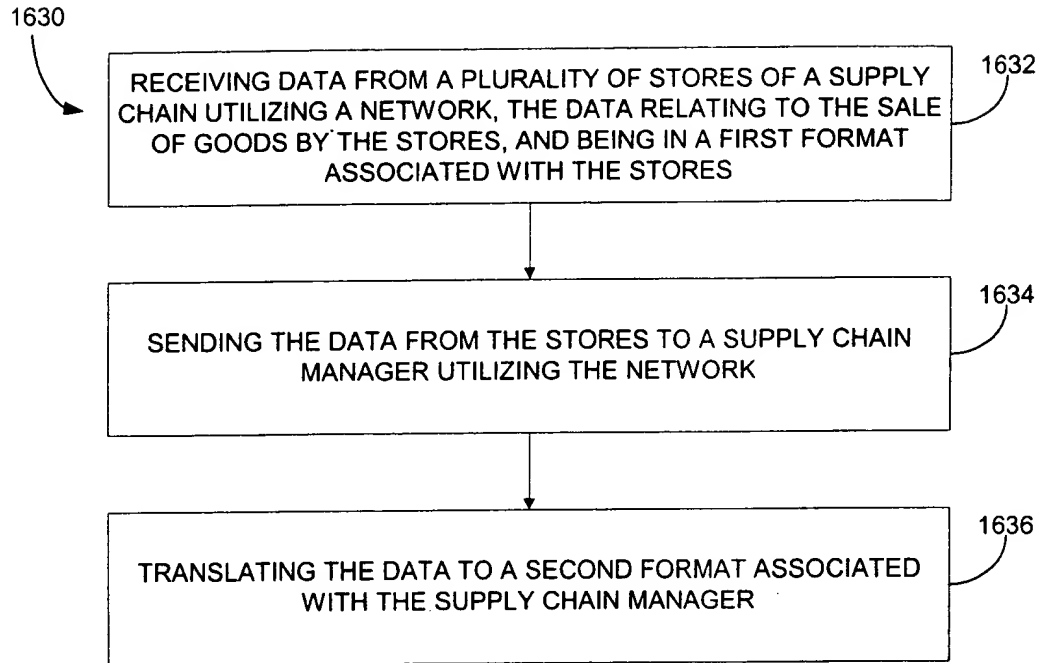 1630
RECEIVING DATA FROM A PLURALITY OF STORES OF A SUPPLY
CHAIN UTILIZING A NETWORK, THE DATA RELATING TO THE SALE
OF GOODS BY THE STORES, AND BEING IN A FIRST FORMAT
ASSOCIATED WITH THE STORES
1632
SENDING THE DATA FROM THE STORES TO A SUPPLY CHAIN
MANAGER UTILIZING THE NETWORK
1634
TRANSLATING THE DATA TO A SECOND FORMAT ASSOCIATED
WITH THE SUPPLY CHAIN MANAGER
1636